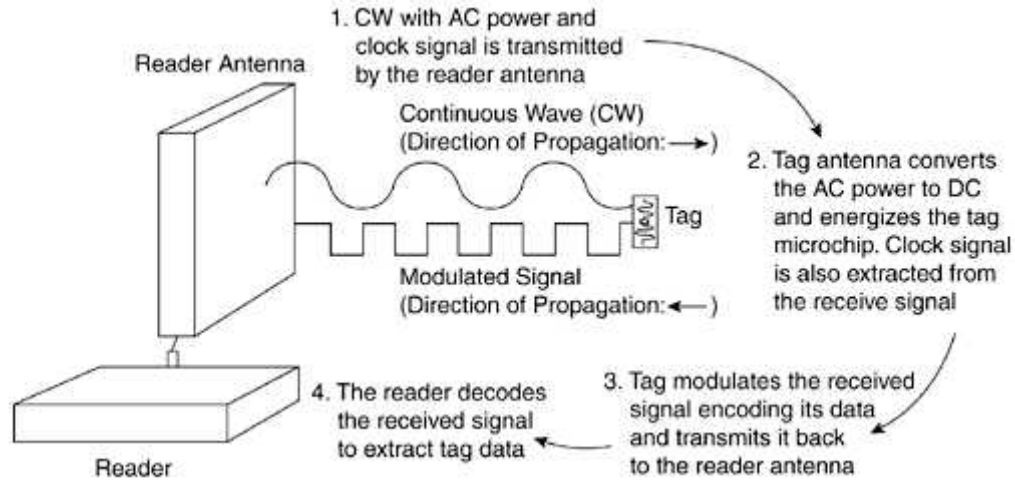 1. CW with AC power and
clock signal is transmitted
by the reader antenna
Reader Antenna
Continuous Wave (CW)
(Direction of Propagation:→)
2. Tag antenna converts
the AC power to DC
and energizes the tag
microchip. Clock signal
is also extracted from
the receive signal
Tag
Modulated Signal
(Direction of Propagation:← )
3. Tag modulates the received
signal encoding its data
and transmits it back
to the reader antenna
4. The reader decodes
the received signal
to extract tag data
Reader